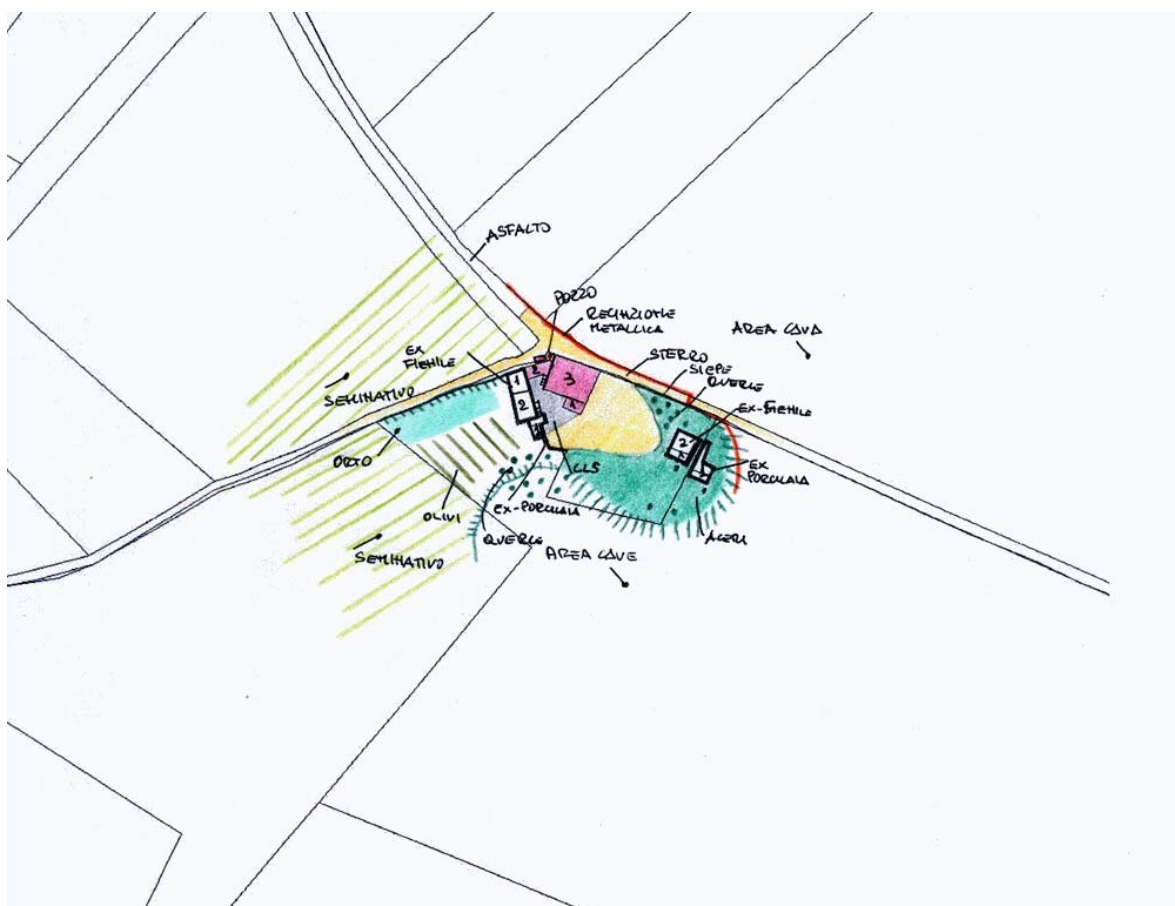 ASFALTO
POZZO
RECINZIONE
METALLICA
AREA CAVA
STERRO
SIEPE
QUERCE
EX
FIENILE
EX-FIENILE
1
2
2
3
2
SEMINATIVO
EX
PORCILAIA
ORTO
CLS
OLIVI
EX-PORCILAIA
QUERCE
ACERI
SEMINATIVO
AREA CAVE